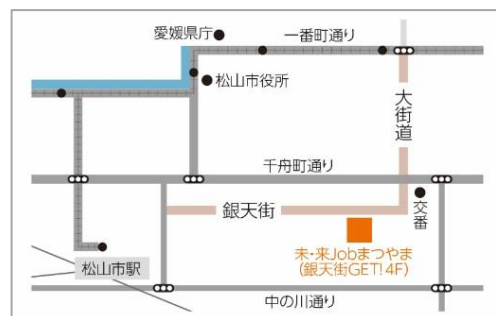 愛媛県庁
一番町通り
松山市役所
大街道
千舟町通り
銀天街
交番
未・来Jobまつやま
(銀天街GET! 4F)
松山市駅
中の川通り